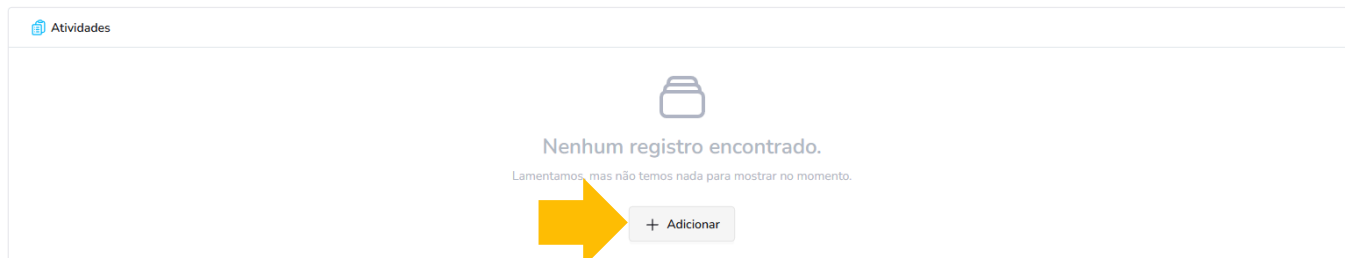 Atividades
Nenhum registro encontrado.
Lamentamos, mas não temos nada para mostrar no momento.
+ Adicionar